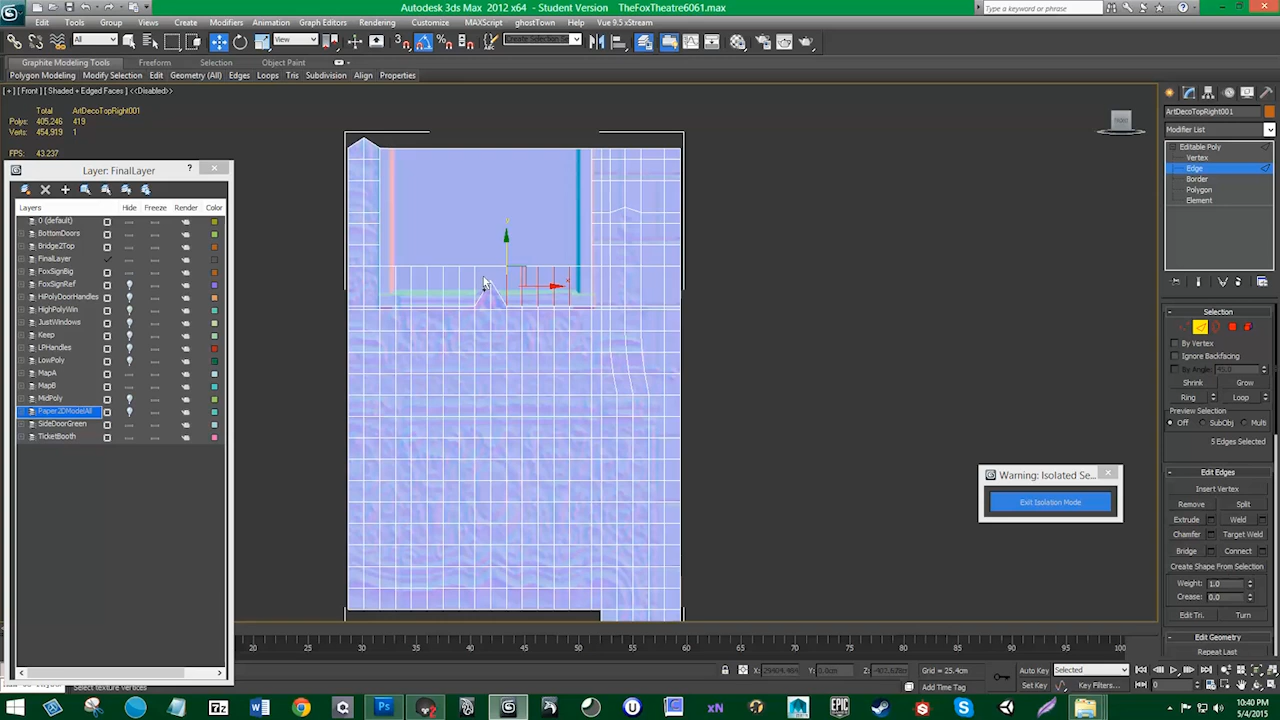 Autodesk 3ds Max 2012 x64 - Student Version TheFoxTheatre6061.max
Type a keyword or phrase
Edit Tools Group Views Create Modifiers Animation Graph Editors Rendering Customize MAXScript ghostTown Vue 9.5 xStream
All View
Graphite Modeling Tools Freeform Selection Object Paint
Polygon Modeling Modify Selection Edit Geometry (All) Edges Loops Tris Subdivision Align Properties
[ + ] [ Front ] [ Shaded + Edged Faces ] <<Disabled>>
Total ArtDecoTopRight001
Polys: 405,246 419
Verts: 454,919 1
FPS: 43.237
Layer: FinalLayer ?
Layers Hide Freeze Render Color
0 (default)
BottomDoors
Bridge2Top
FinalLayer
FoxSignBig
FoxSignRef
HiPolyDoorHandles
HighPolyWin
JustWindows
Keep
LPHandles
LowPoly
MapA
MapB
MidPoly
Paper2DModelAll
SideDoorGreen
TicketBooth
ArtDecoTopRight001
Modifier List
Editable Poly
Vertex
Edge
Border
Polygon
Element
Selection
By Vertex
Ignore Backfacing
By Angle: 45.0
Shrink Grow
Ring Loop
Preview Selection
Off SubObj Multi
5 Edges Selected
Edit Edges
Insert Vertex
Remove Split
Extrude Weld
Chamfer Target Weld
Bridge Connect
Create Shape From Selection
Weight: 1.0
Crease: 0.0
Edit Tri. Turn
Edit Geometry
Repeat Last
Warning: Isolated Se...
Exit Isolation Mode
20 30 40 50 60 70 80 90 100
Select texture vertices
X: Y: 0.0cm Z: Grid = 25.4cm
Add Time Tag
Auto Key Selected
Set Key Key Filters... 0
10:40 PM
5/4/2015